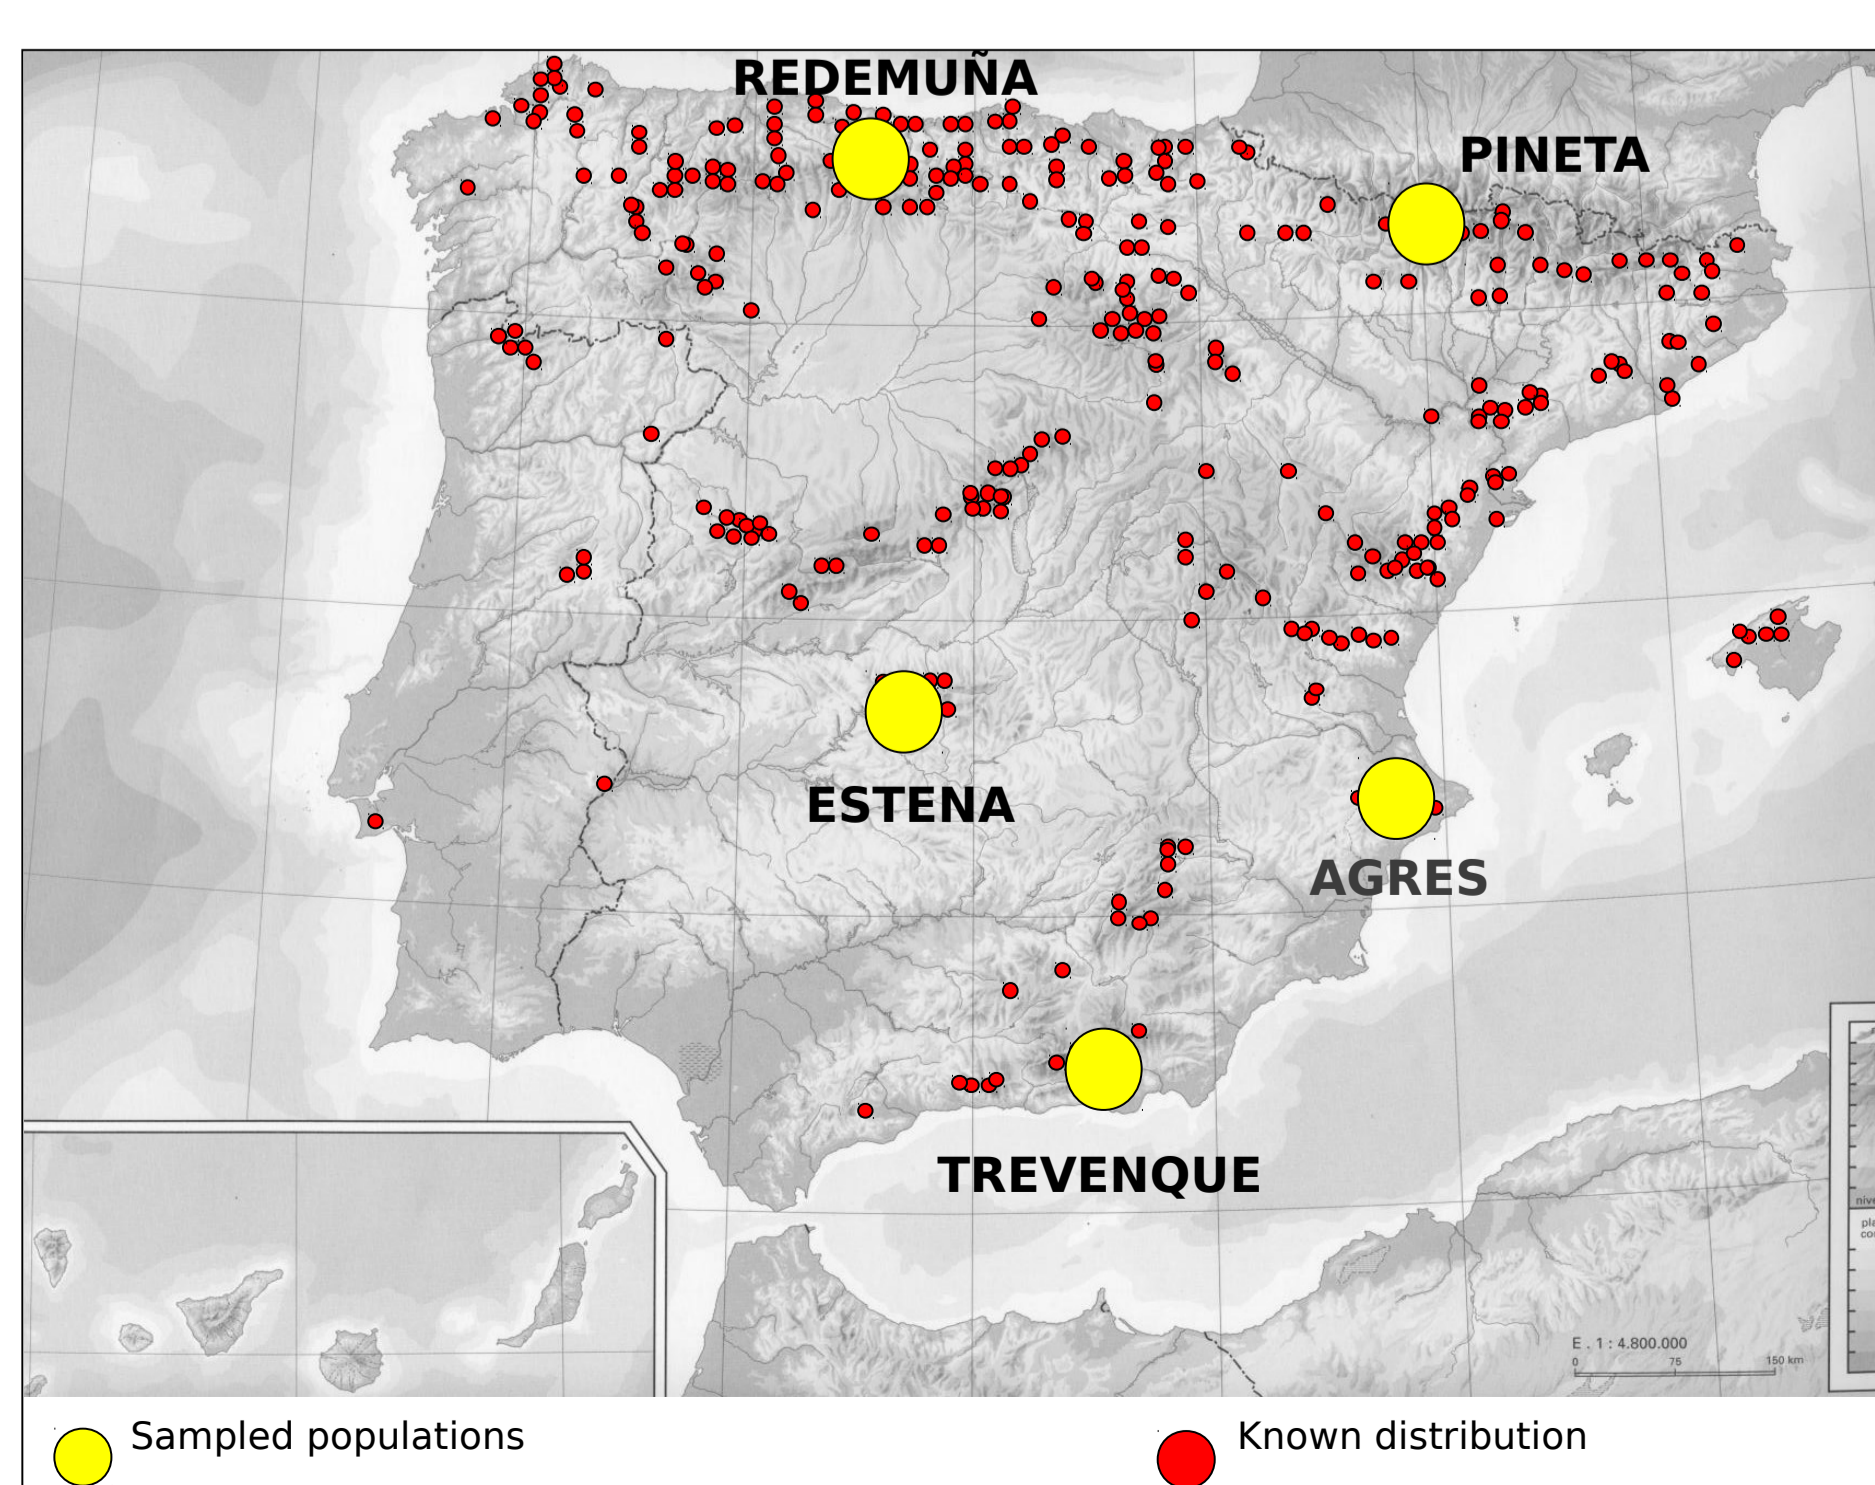 REDEMUÑA
PINETA
ESTENA
AGRES
TREVENQUE
E . 1 : 4.800.000
0 75 150 km
Sampled populations
Known distribution